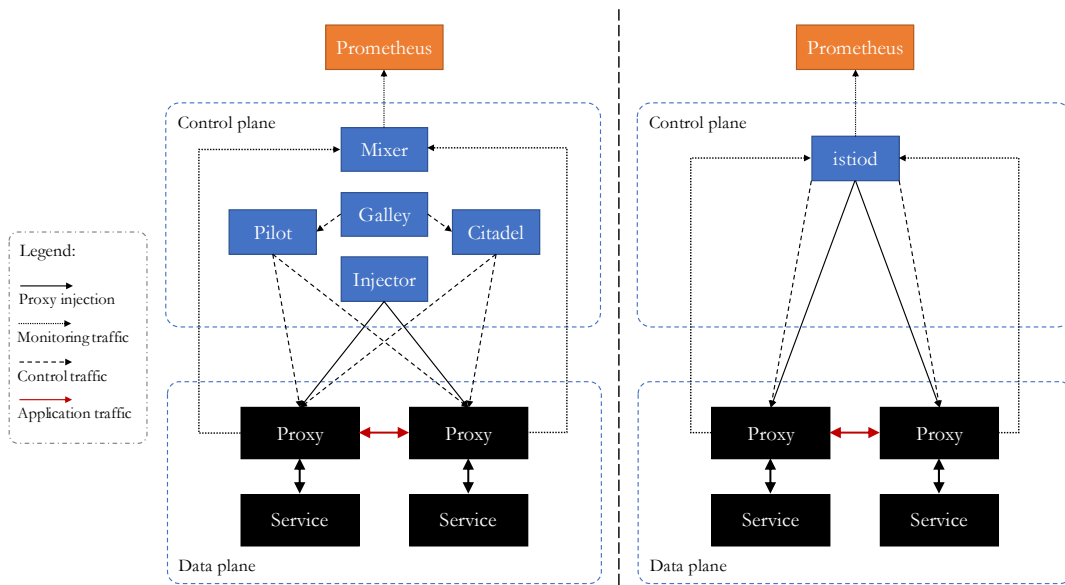 Prometheus
Control plane
Mixer
Galley
Pilot
Citadel
Injector
Legend:
Proxy injection
Monitoring traffic
Control traffic
Application traffic
Proxy
Proxy
Service
Service
Data plane
Prometheus
Control plane
istiod
Proxy
Proxy
Service
Service
Data plane